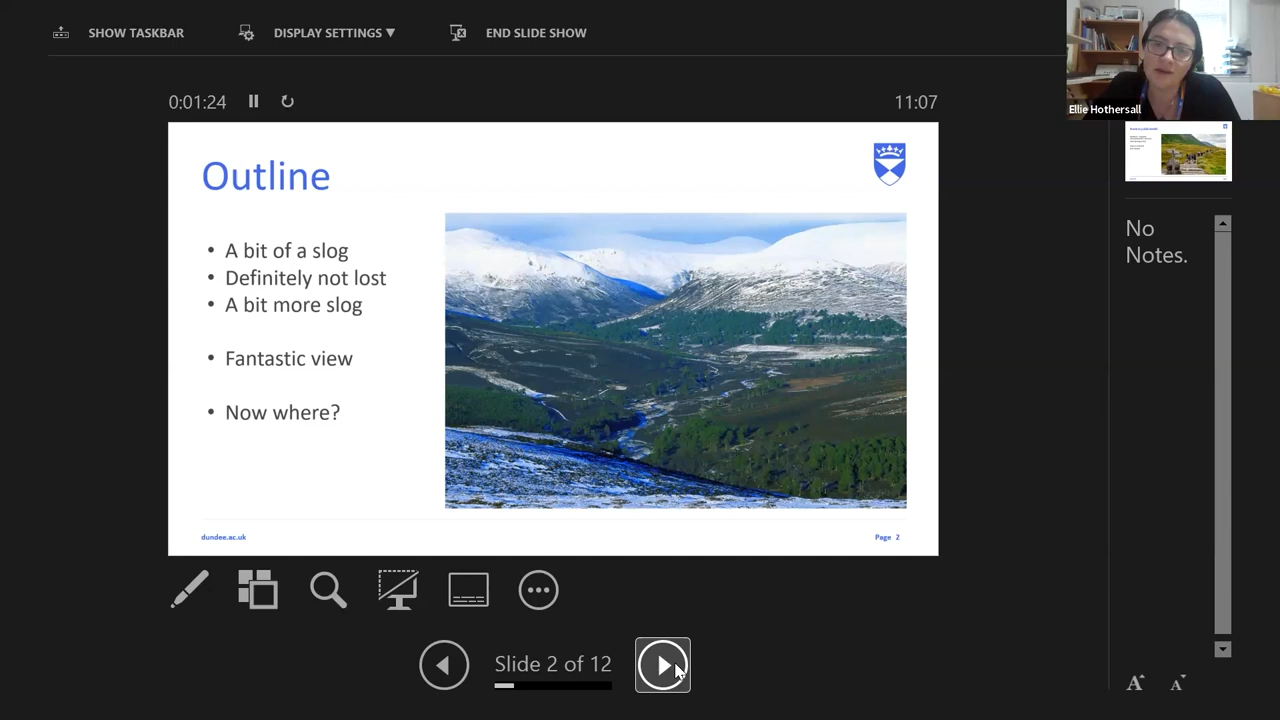 SHOW TASKBAR
DISPLAY SETTINGS ▼
END SLIDE SHOW
Ellie Hothersall
0:01:24
11:07
Outline
• A bit of a slog
• Definitely not lost
• A bit more slog
• Fantastic view
• Now where?
dundee.ac.uk
Page 2
No
Notes.
Slide 2 of 12
A A